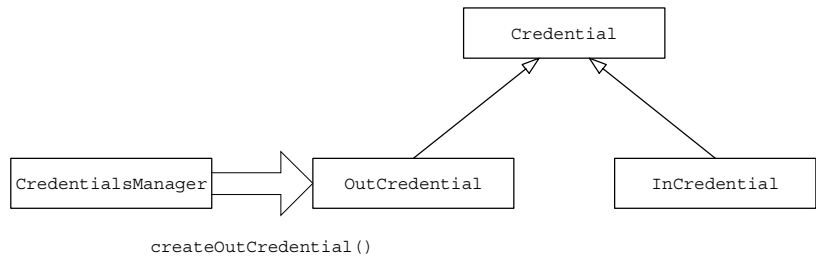 Credential
CredentialsManager
OutCredential
InCredential
createOutCredential()